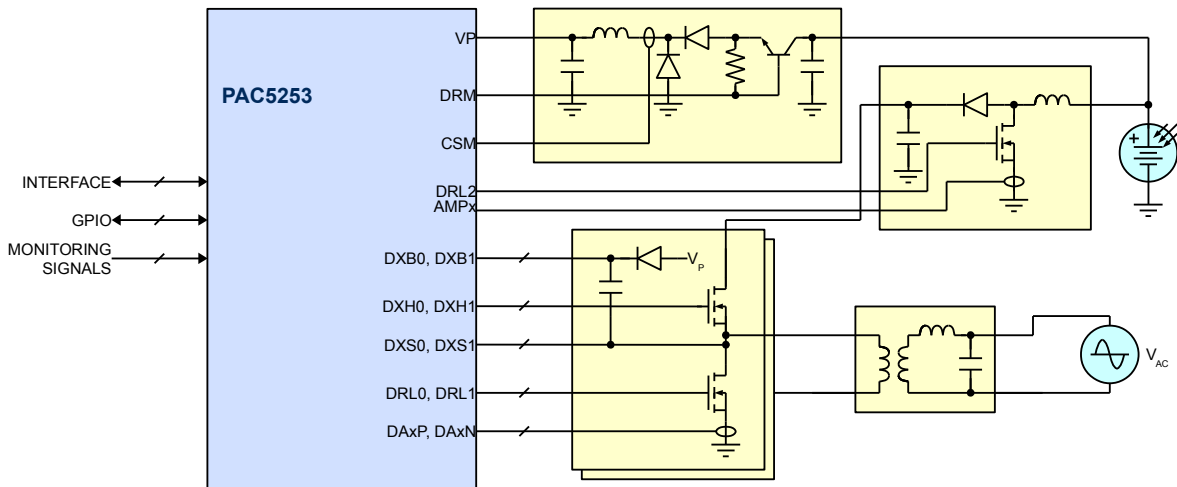 VP
PAC5253
DRM
CSM
+
INTERFACE
DRL2
AMPx
GPIO
MONITORING
SIGNALS
DXB0, DXB1
VP
DXH0, DXH1
DXS0, DXS1
VAC
DRL0, DRL1
DAxP, DAxN